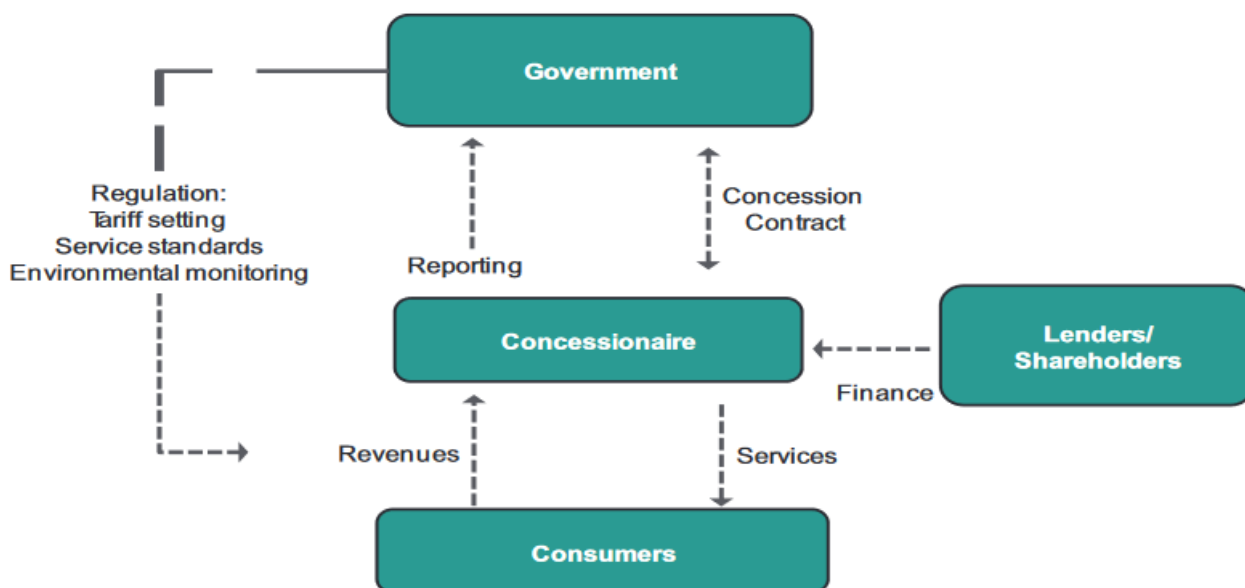 Government
Regulation:
Tariff setting
Service standards
Environmental monitoring
Concession
Contract
Reporting
Concessionaire
Lenders/
Shareholders
Finance
Revenues
Services
Consumers